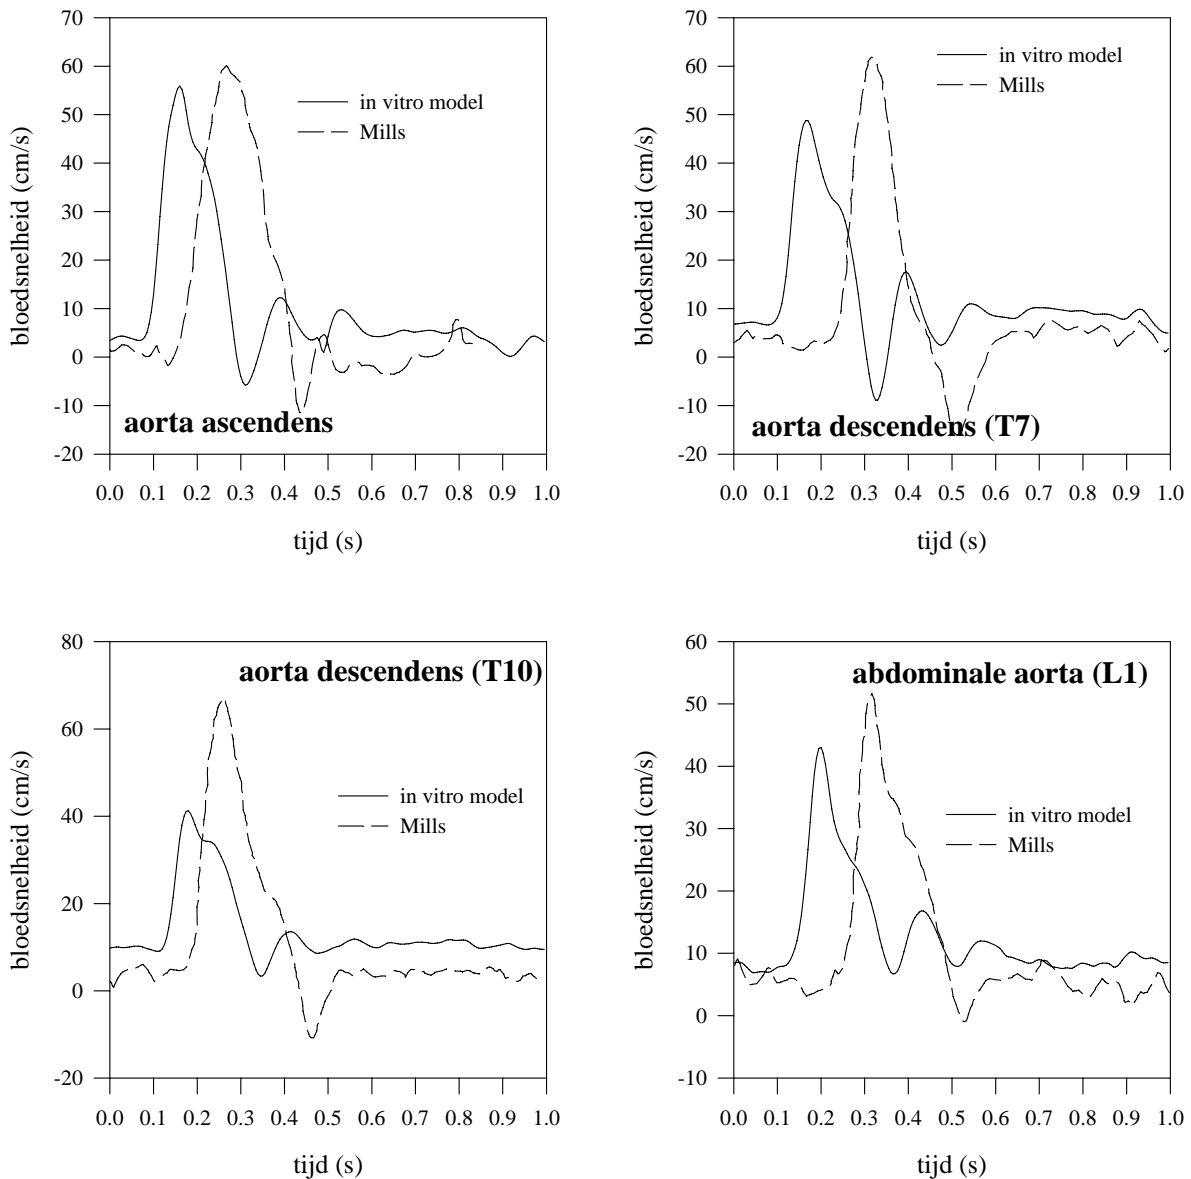 70
60
50
40
30
20
10
0
-10
-20
bloedsnelheid (cm/s)
in vitro model
Mills
aorta ascendens
0.0 0.1 0.2 0.3 0.4 0.5 0.6 0.7 0.8 0.9 1.0
tijd (s)
70
60
50
40
30
20
10
0
-10
-20
bloedsnelheid (cm/s)
in vitro model
Mills
aorta descendens (T7)
0.0 0.1 0.2 0.3 0.4 0.5 0.6 0.7 0.8 0.9 1.0
tijd (s)
80
60
40
20
0
-20
bloedsnelheid (cm/s)
aorta descendens (T10)
in vitro model
Mills
0.0 0.1 0.2 0.3 0.4 0.5 0.6 0.7 0.8 0.9 1.0
tijd (s)
60
50
40
30
20
10
0
-10
bloedsnelheid (cm/s)
abdominale aorta (L1)
in vitro model
Mills
0.0 0.1 0.2 0.3 0.4 0.5 0.6 0.7 0.8 0.9 1.0
tijd (s)